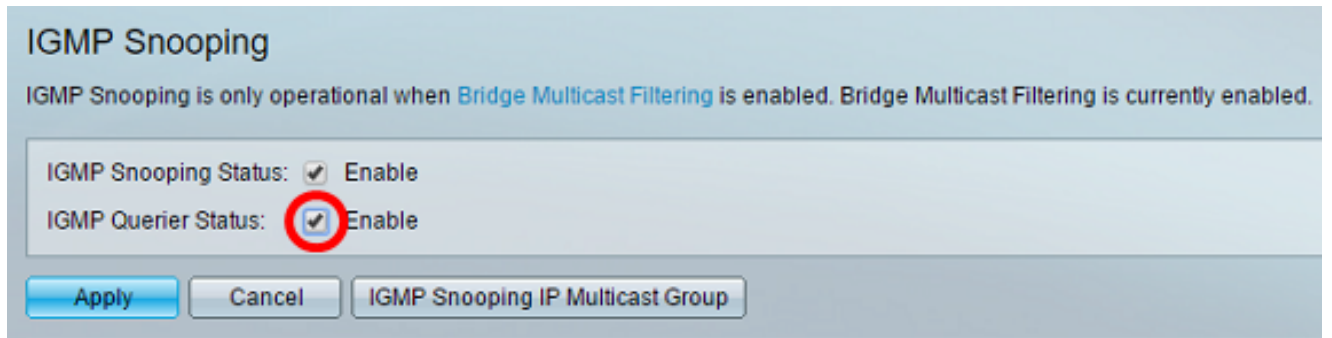 IGMP Snooping
IGMP Snooping is only operational when Bridge Multicast Filtering is enabled. Bridge Multicast Filtering is currently enabled.
IGMP Snooping Status: Enable
IGMP Querier Status: Enable
Apply Cancel IGMP Snooping IP Multicast Group